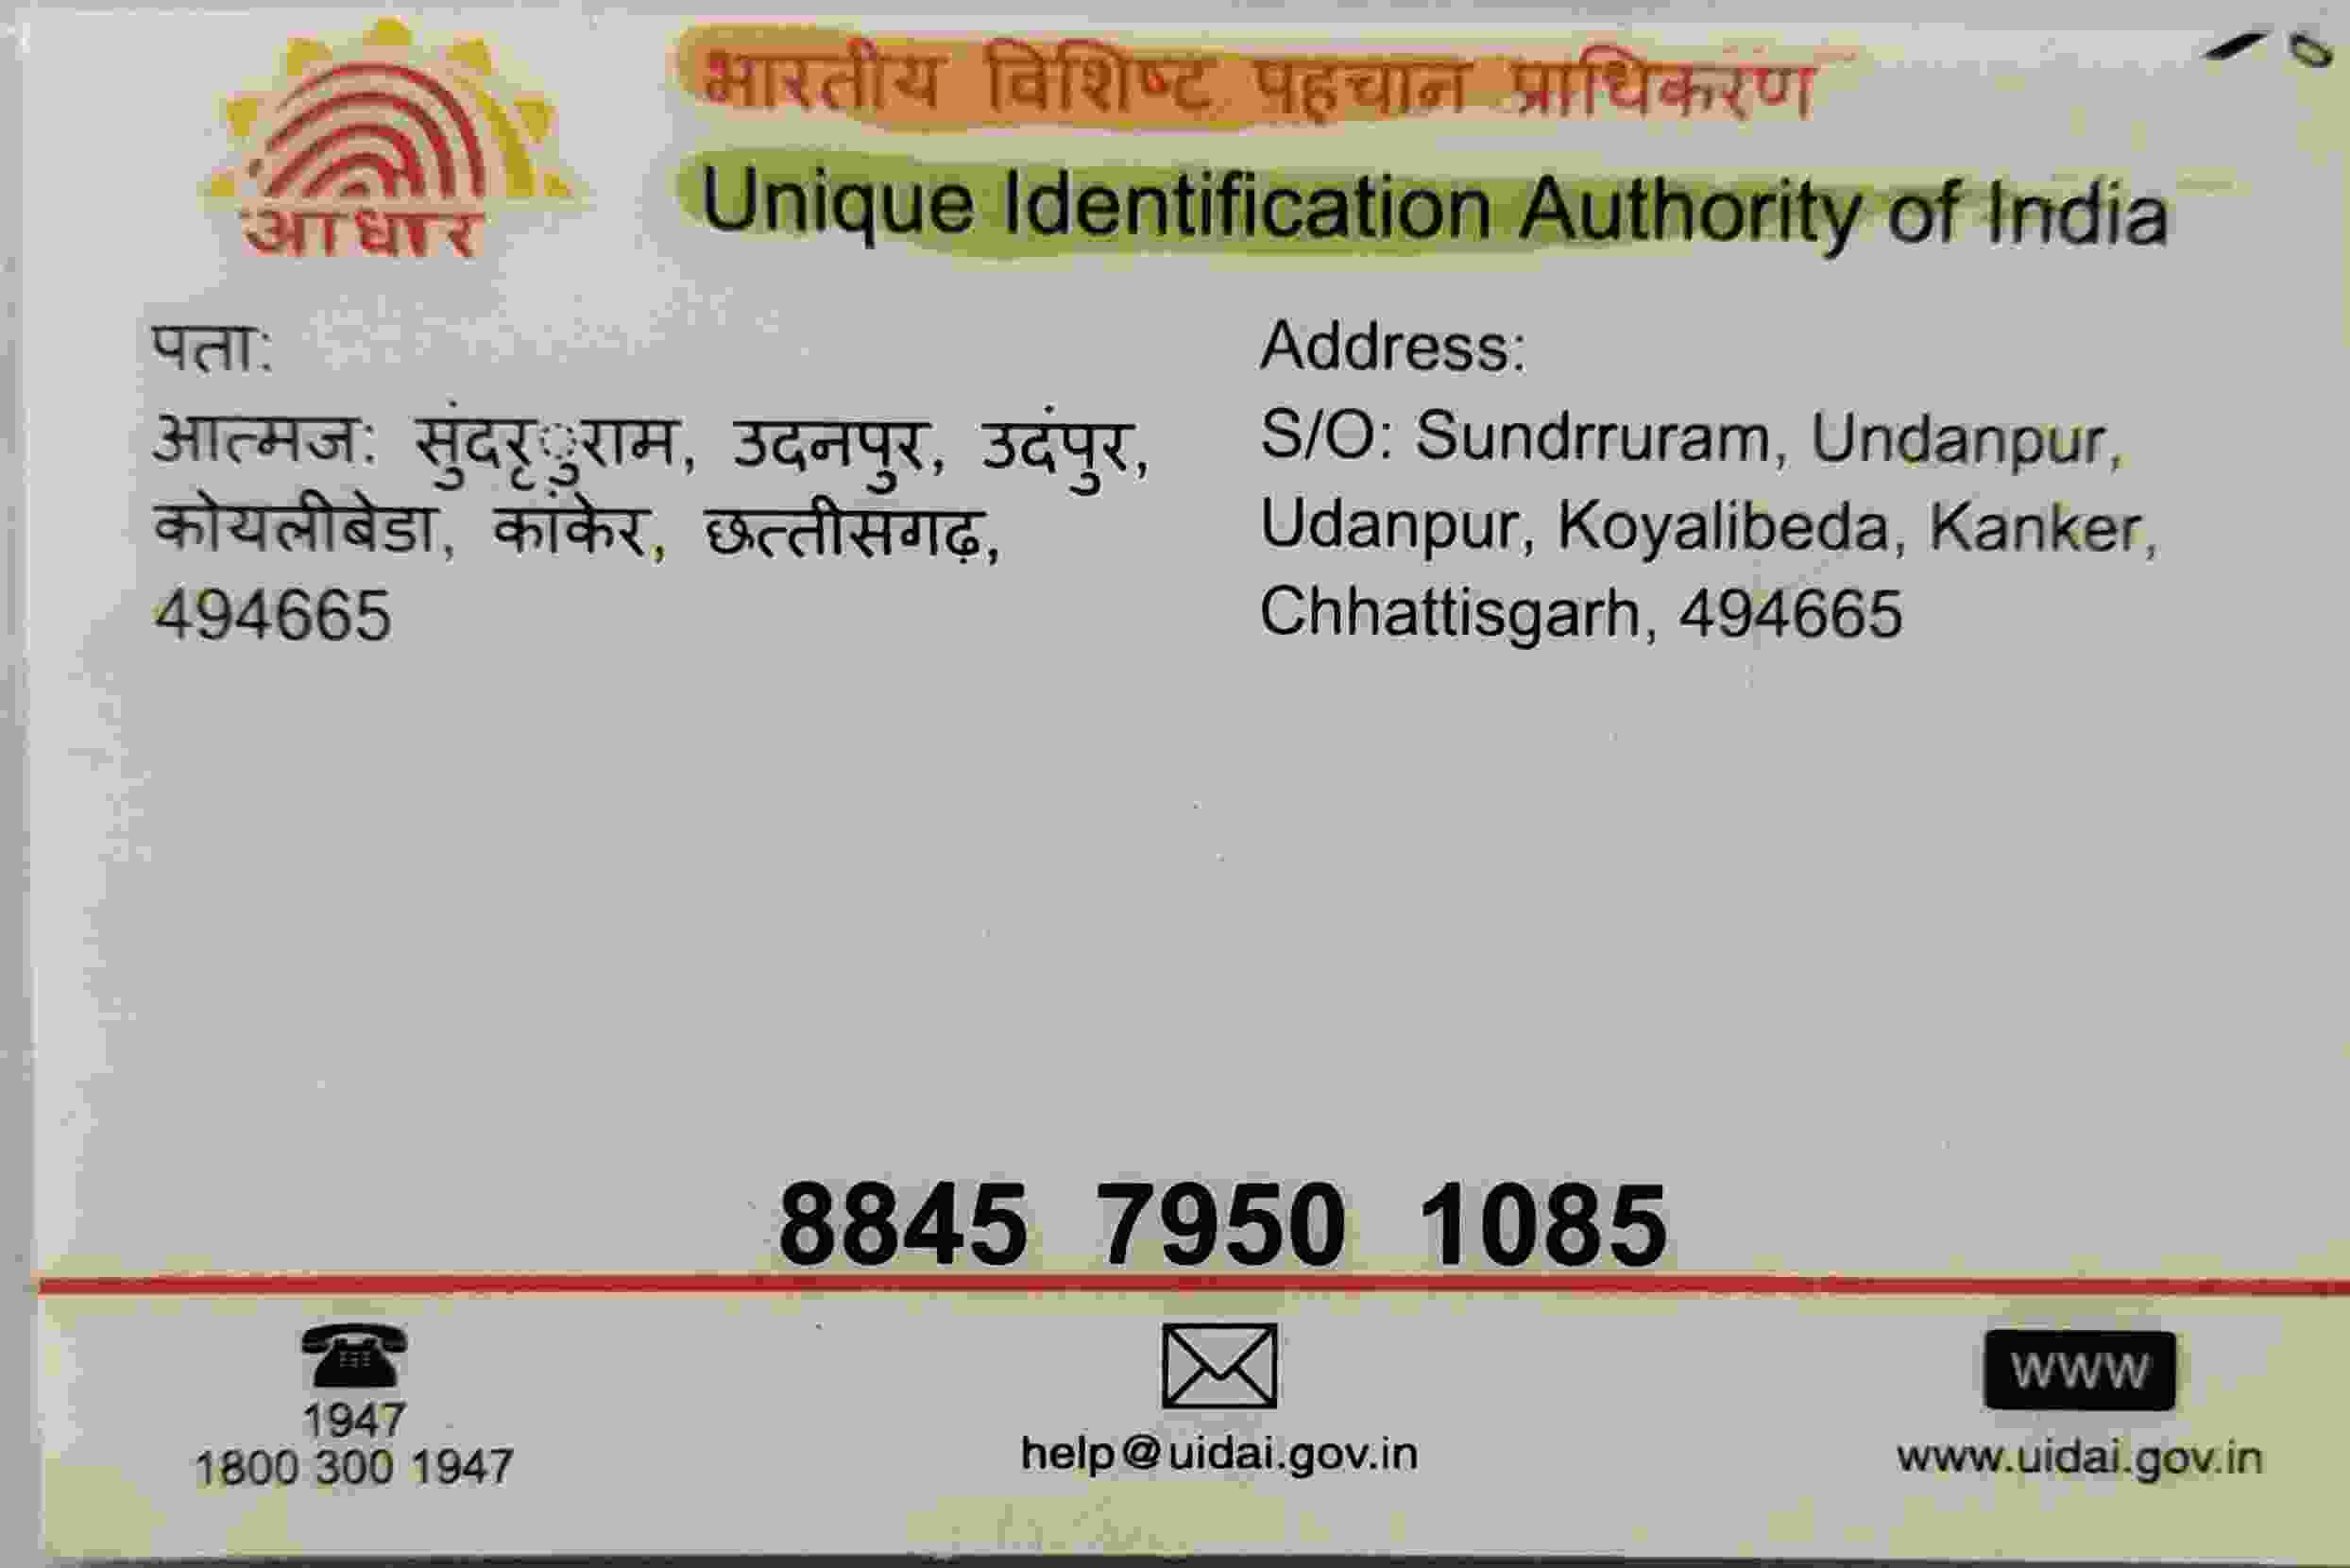 भारतीय विशिष्ट पहचान प्राधिकरण
Unique Identification Authority of India
आधार
पता:
आत्मज: सुंदरृुराम, उदनपुर, उदंपुर,
कोयलीबेडा, कांकेर, छत्तीसगढ़,
494665
Address:
S/O: Sundrruram, Undanpur,
Udanpur, Koyalibeda, Kanker,
Chhattisgarh, 494665
8845 7950 1085
1947
1800 300 1947
help@uidai.gov.in
www
www.uidai.gov.in